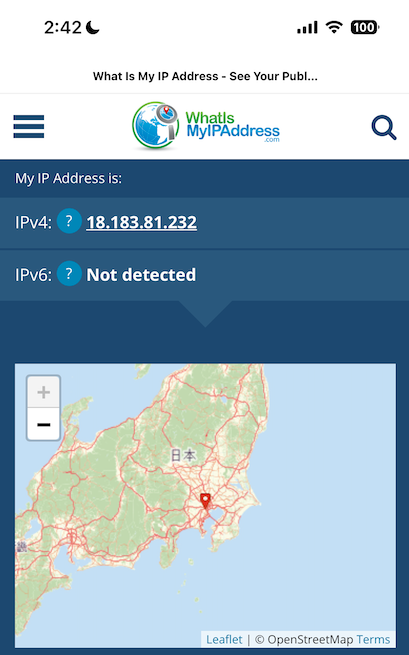 2:42
100
What Is My IP Address - See Your Publ...
WhatIs
MyIPAddress
.com
My IP Address is:
IPv4: ? 18.183.81.232
IPv6: ? Not detected
+
−
日本
Leaflet | © OpenStreetMap Terms